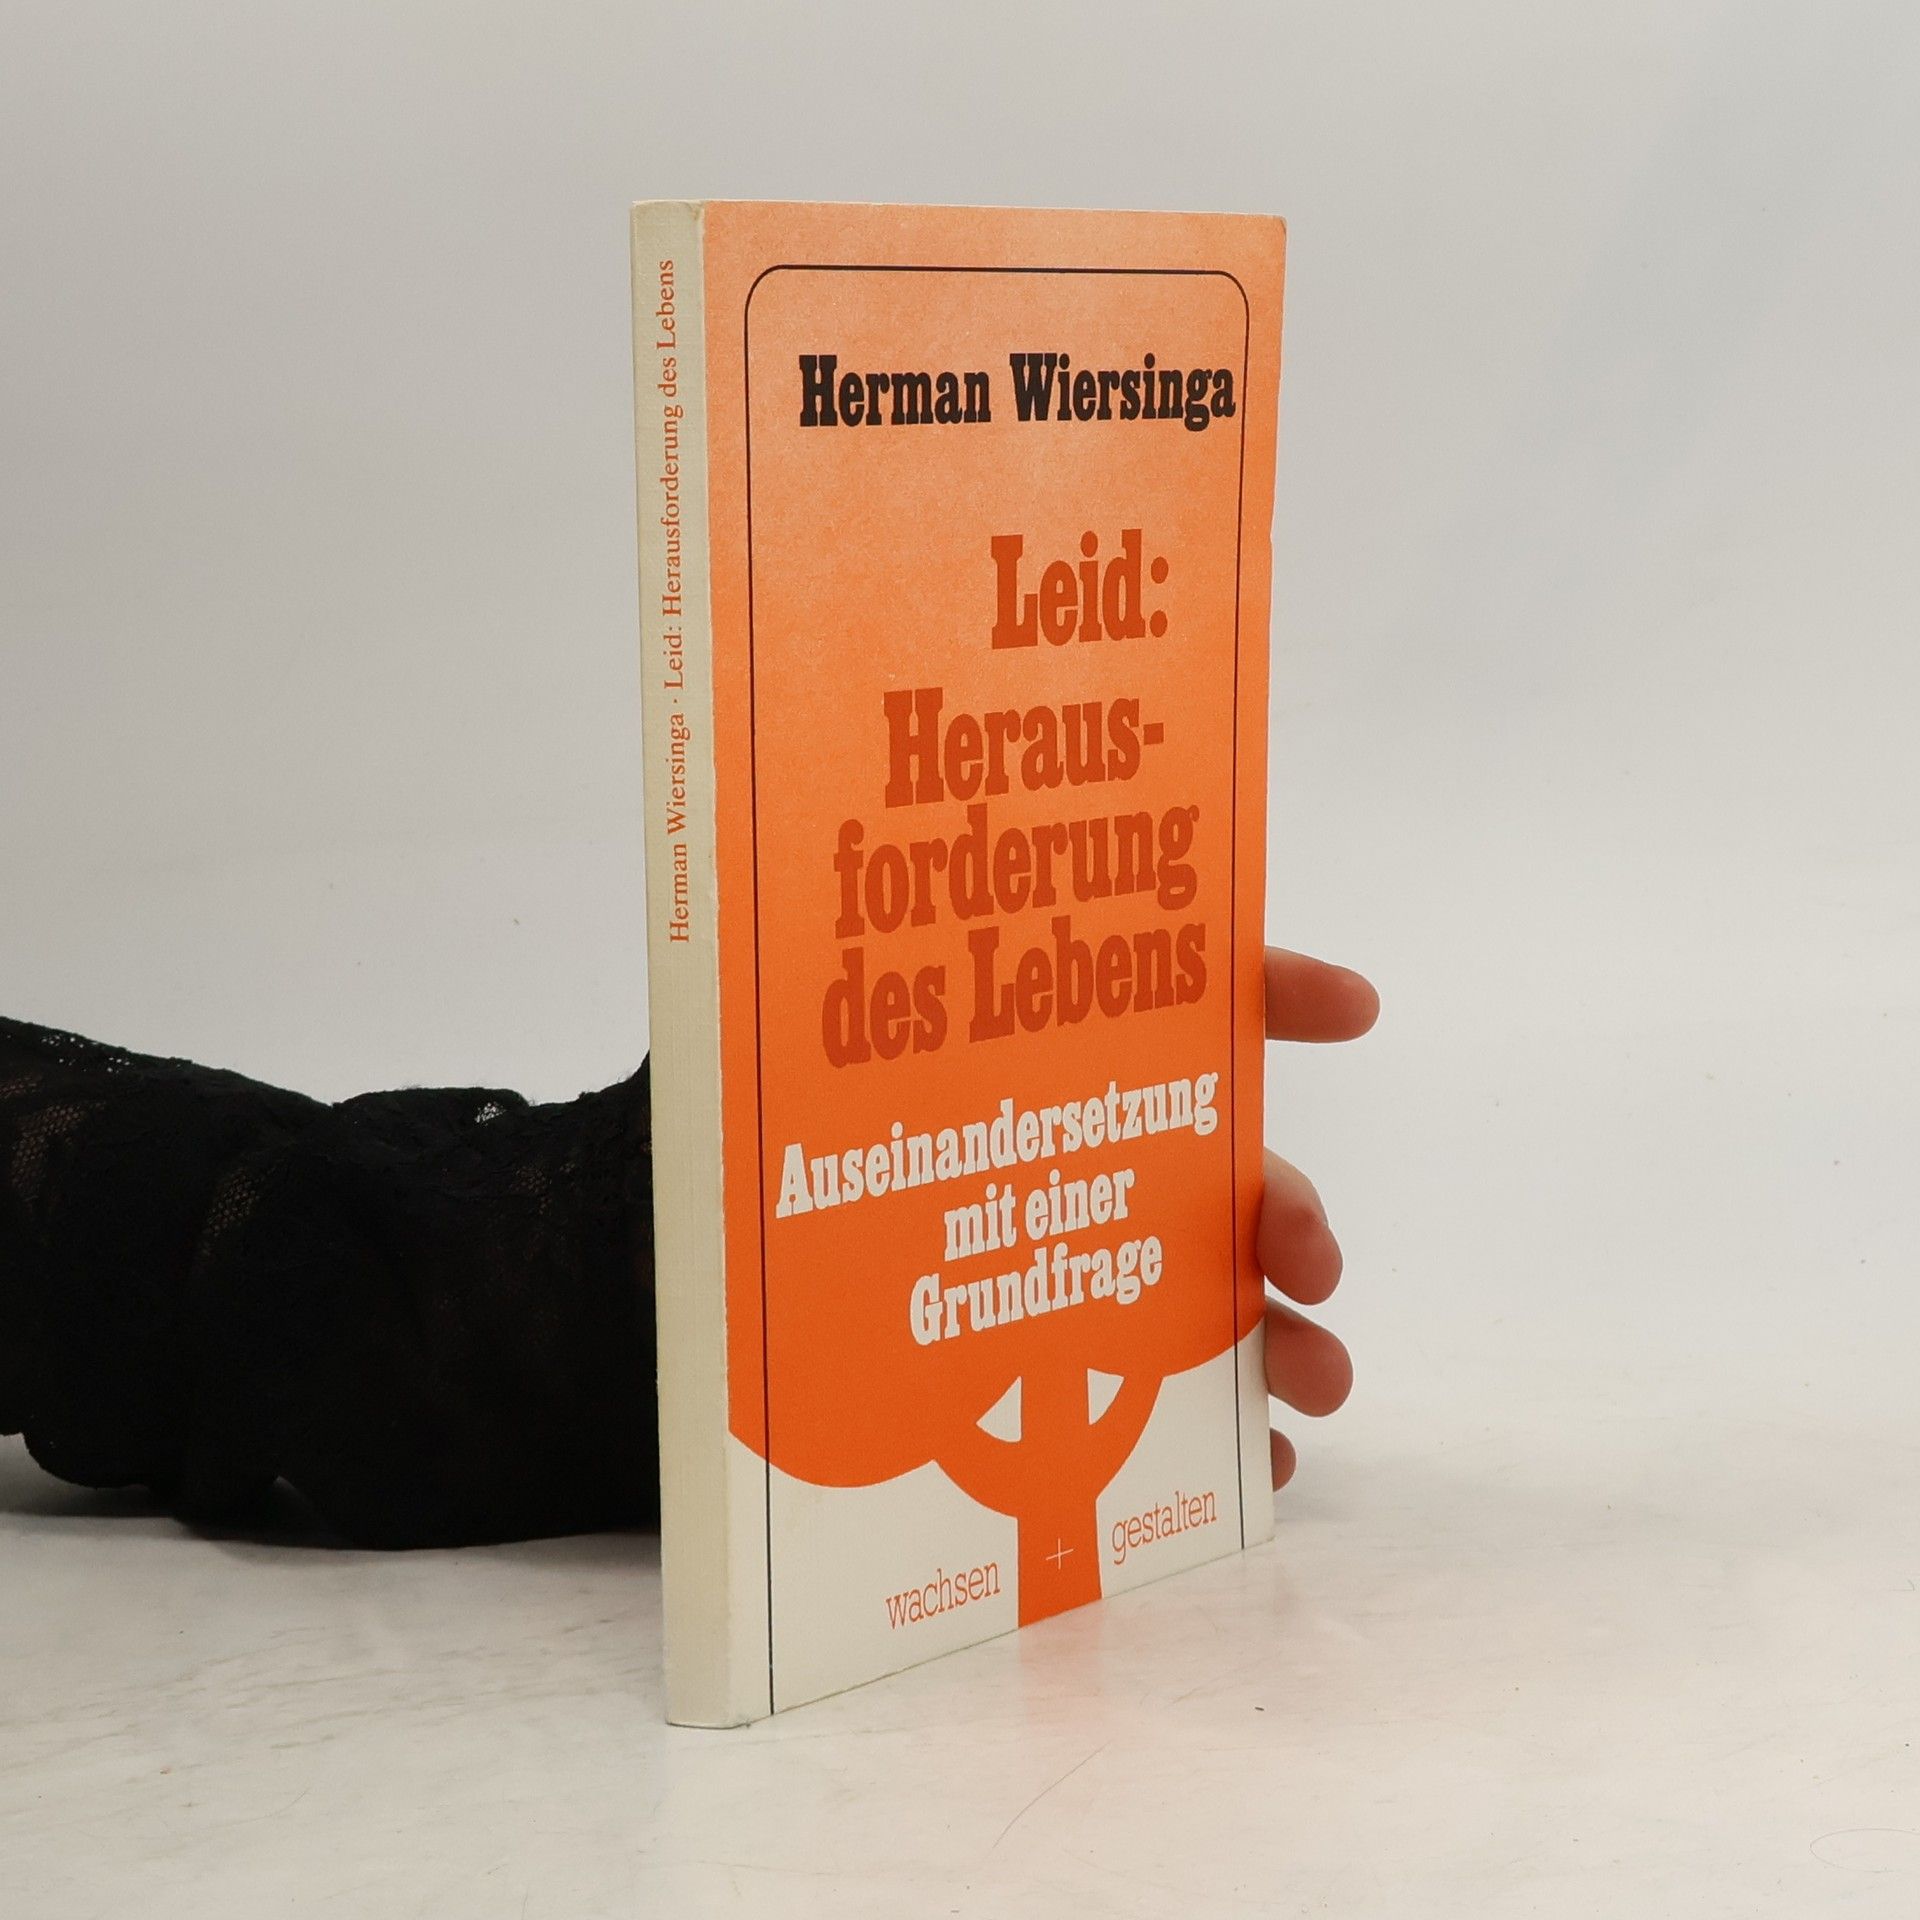 Herman Wiersinga · Leid: Herausforderung des Lebens
Herman Wiersinga
Leid:
Heraus-
forderung
des Lebens
Auseinandersetzung
mit einer
Grundfrage
wachsen + gestalten